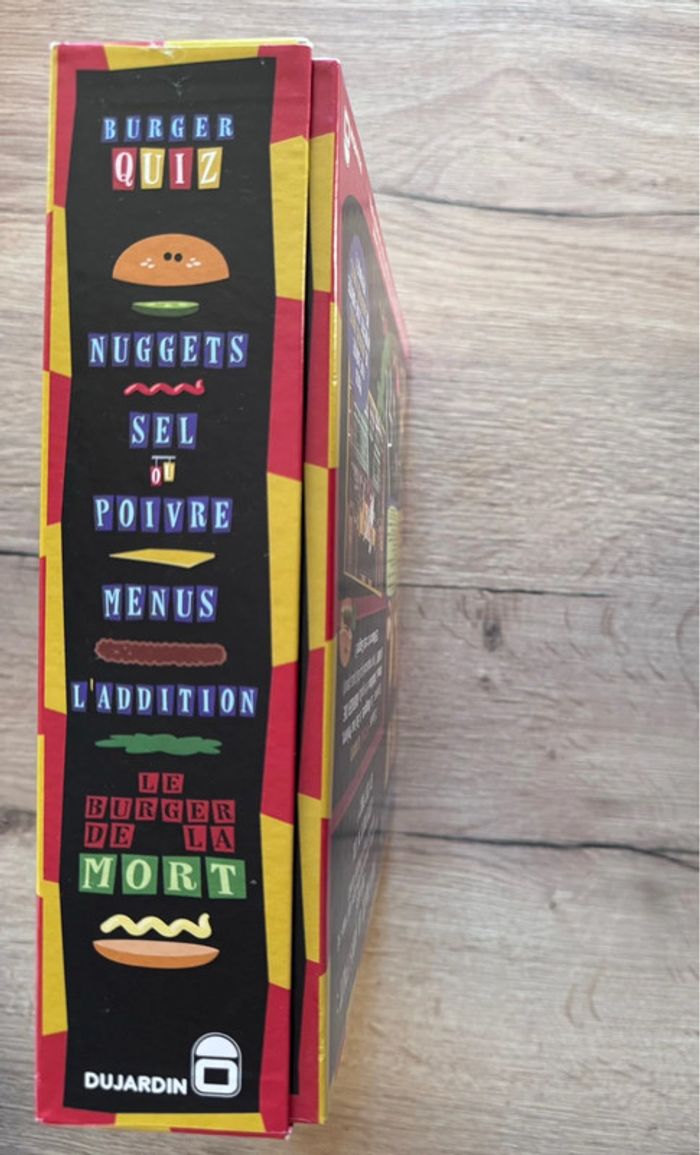 BURGER
QUIZ
NUGGETS
SEL
OU
POIVRE
MENUS
L'ADDITION
LE
BURGER
DE LA
MORT
DUJARDIN